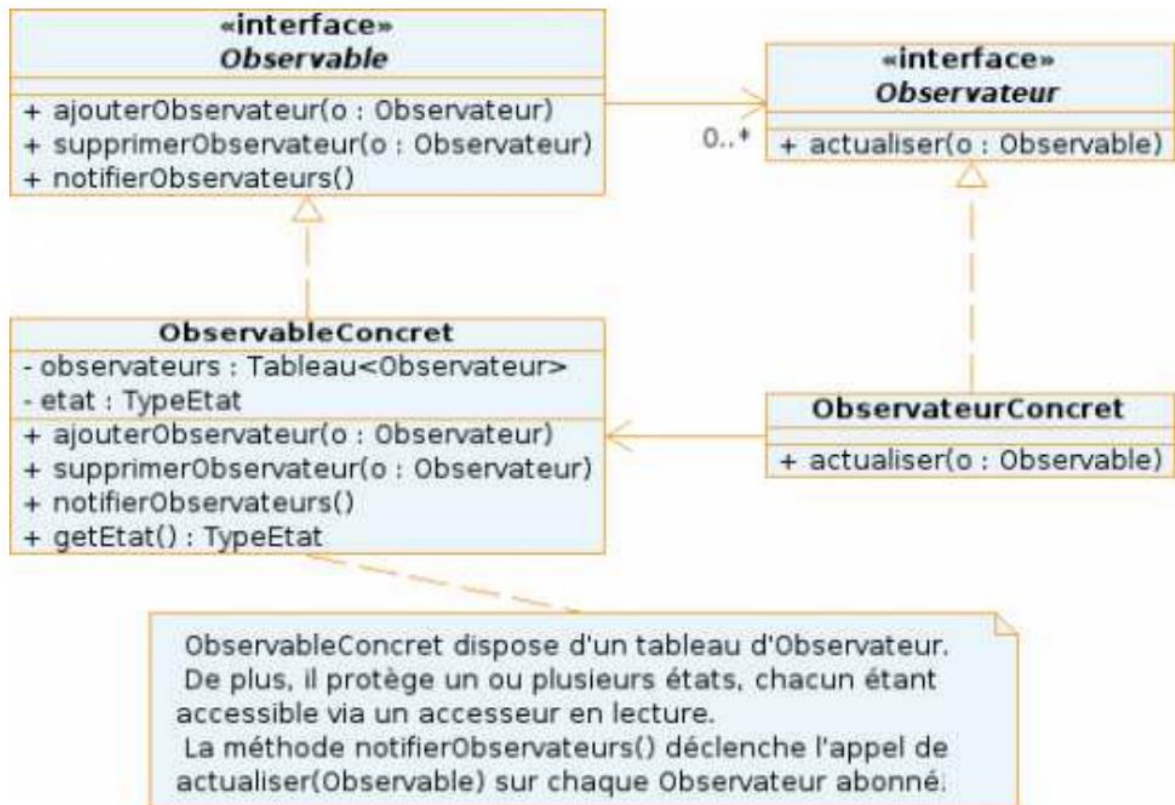 «interface»
Observable
+ ajouterObservateur(o : Observateur)
+ supprimerObservateur(o : Observateur)
+ notifierObservateurs()
0..*
«interface»
Observateur
+ actualiser(o : Observable)
ObservableConcret
- observateurs : Tableau<Observateur>
- etat : TypeEtat
+ ajouterObservateur(o : Observateur)
+ supprimerObservateur(o : Observateur)
+ notifierObservateurs()
+ getEtat() : TypeEtat
ObservateurConcret
+ actualiser(o : Observable)
ObservableConcret dispose d'un tableau d'Observateur.
De plus, il protège un ou plusieurs états, chacun étant
accessible via un accesseur en lecture.
La méthode notifierObservateurs() déclenche l'appel de
actualiser(Observable) sur chaque Observateur abonné.